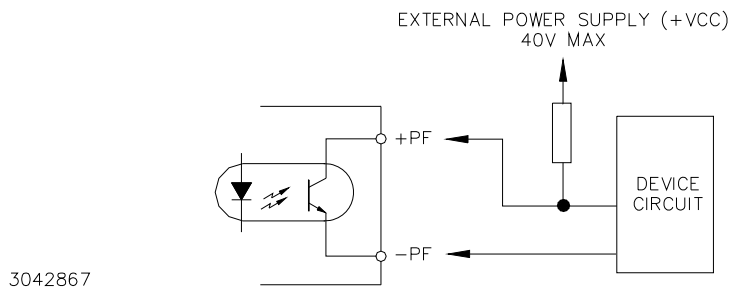 EXTERNAL POWER SUPPLY (+VCC)
40V MAX
+PF
DEVICE
CIRCUIT
-PF
3042867